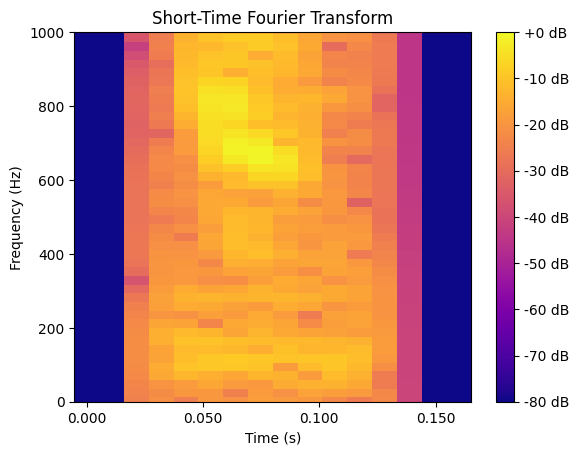 Short-Time Fourier Transform
1000
800
600
400
200
0
Frequency (Hz)
0.000
0.050
0.100
0.150
Time (s)
+0 dB
-10 dB
-20 dB
-30 dB
-40 dB
-50 dB
-60 dB
-70 dB
-80 dB